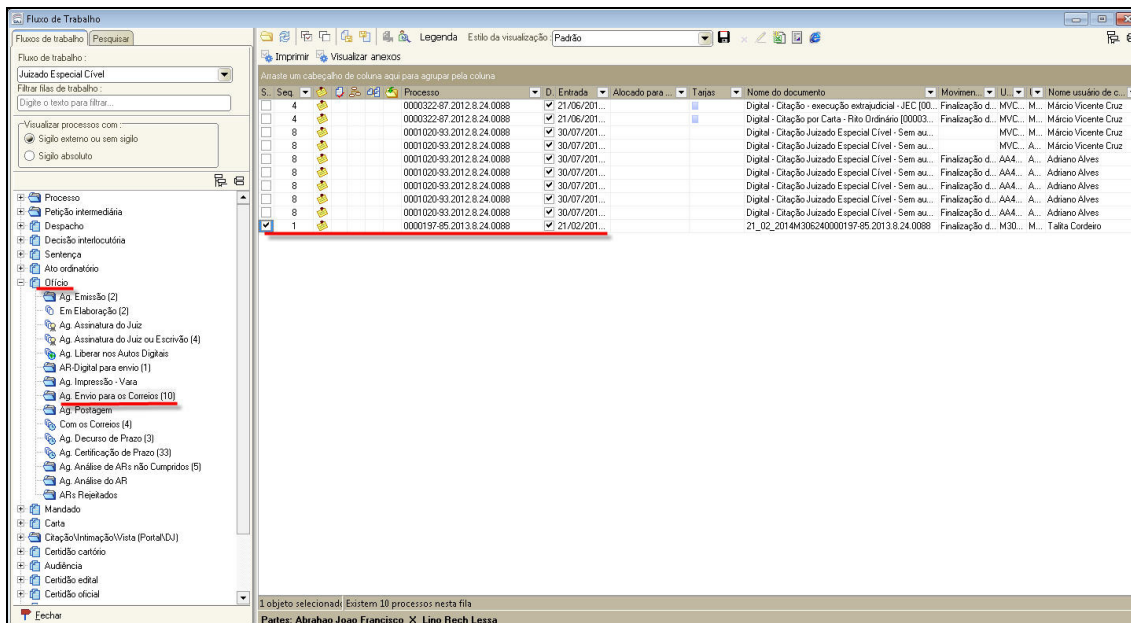 Fluxo de Trabalho
Fluxos de trabalho Pesquisar
Fluxo de trabalho :
Juizado Especial Cível
Filtrar filas de trabalho :
Digite o texto para filtrar...
Visualizar processos com :
Sigilo externo ou sem sigilo
Sigilo absoluto
Processo
Petição intermediária
Despacho
Decisão interlocutória
Sentença
Ato ordinatório
Ofício
Ag. Emissão (2)
Em Elaboração (2)
Ag. Assinatura do Juiz
Ag. Assinatura do Juiz ou Escrivão (4)
Ag. Liberar nos Autos Digitais
AR-Digital para envio (1)
Ag. Impressão - Vara
Ag. Envio para os Correios (10)
Ag. Postagem
Com os Correios (4)
Ag. Decurso de Prazo (3)
Ag. Certificação de Prazo (33)
Ag. Análise de ARs não Cumpridos (5)
Ag. Análise do AR
ARs Rejeitados
Mandado
Carta
Citação\Intimação\Vista (Portal\DJ)
Certidão cartório
Audiência
Certidão edital
Certidão oficial
Fechar
Legenda Estilo da visualização : Padrão
Imprimir Visualizar anexos
Arraste um cabeçalho de coluna aqui para agrupar pela coluna
S.. Seq. Processo D. Entrada Alocado para ... Tarjas Nome do documento Movimen... U... Nome usuário de c...
4 0000322-87.2012.8.24.0088 21/06/201... Digital - Citação - execução extrajudicial - JEC [00... Finalização d... MVC... M... Márcio Vicente Cruz
4 0000322-87.2012.8.24.0088 21/06/201... Digital - Citação por Carta - Rito Ordinário [00003... Finalização d... MVC... M... Márcio Vicente Cruz
8 0001020-93.2012.8.24.0088 30/07/201... Digital - Citação Juizado Especial Cível - Sem au... MVC... M... Márcio Vicente Cruz
8 0001020-93.2012.8.24.0088 30/07/201... Digital - Citação Juizado Especial Cível - Sem au... MVC... A... Márcio Vicente Cruz
8 0001020-93.2012.8.24.0088 30/07/201... Digital - Citação Juizado Especial Cível - Sem au... Finalização d... AA4... A... Adriano Alves
8 0001020-93.2012.8.24.0088 30/07/201... Digital - Citação Juizado Especial Cível - Sem au... Finalização d... AA4... A... Adriano Alves
8 0001020-93.2012.8.24.0088 30/07/201... Digital - Citação Juizado Especial Cível - Sem au... Finalização d... AA4... A... Adriano Alves
8 0001020-93.2012.8.24.0088 30/07/201... Digital - Citação Juizado Especial Cível - Sem au... Finalização d... AA4... A... Adriano Alves
8 0001020-93.2012.8.24.0088 30/07/201... Digital - Citação Juizado Especial Cível - Sem au... Finalização d... AA4... A... Adriano Alves
1 0000197-85.2013.8.24.0088 21/02/201... 21_02_2014M306240000197-85.2013.8.24.0088 Finalização d... M30... M... Talita Cordeiro
1 objeto selecionad Existem 10 processos nesta fila
Partes: Abrahao Joao Francisco X Lino Rech Lessa